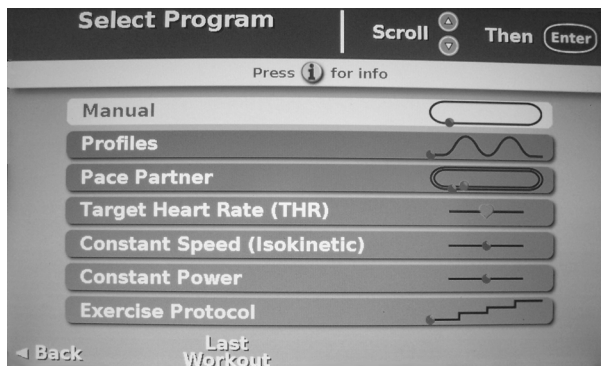 Select Program
Scroll Then Enter
Press i for info
Manual
Profiles
Pace Partner
Target Heart Rate (THR)
Constant Speed (Isokinetic)
Constant Power
Exercise Protocol
Back
Last
Workout